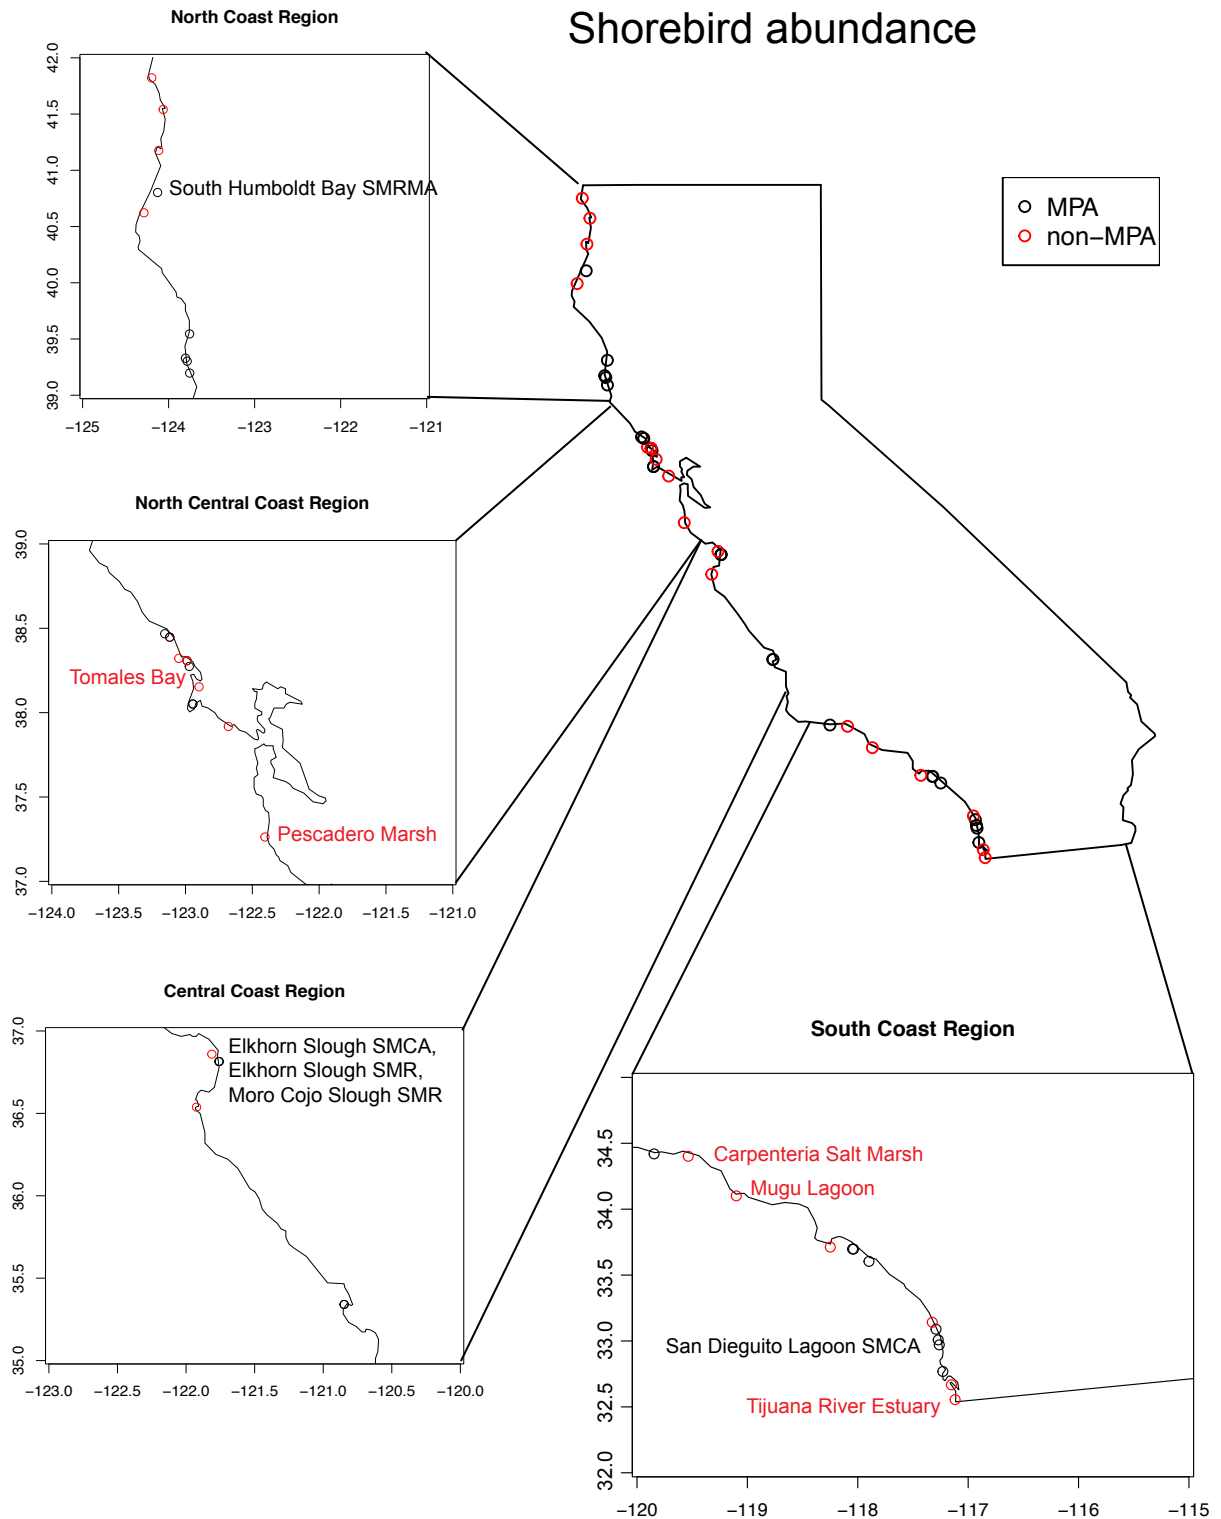 Shorebird abundance
North Coast Region
42.0
41.5
41.0
40.5
40.0
39.5
39.0
South Humboldt Bay SMRMA
−125 −124 −123 −122 −121
MPA
non−MPA
North Central Coast Region
39.0
38.5
38.0
37.5
37.0
Tomales Bay
Pescadero Marsh
−124.0 −123.5 −123.0 −122.5 −122.0 −121.5 −121.0
Central Coast Region
37.0
36.5
36.0
35.5
35.0
Elkhorn Slough SMCA,
Elkhorn Slough SMR,
Moro Cojo Slough SMR
−123.0 −122.5 −122.0 −121.5 −121.0 −120.5 −120.0
South Coast Region
34.5
34.0
33.5
33.0
32.5
32.0
Carpenteria Salt Marsh
Mugu Lagoon
San Dieguito Lagoon SMCA
Tijuana River Estuary
−120 −119 −118 −117 −116 −115